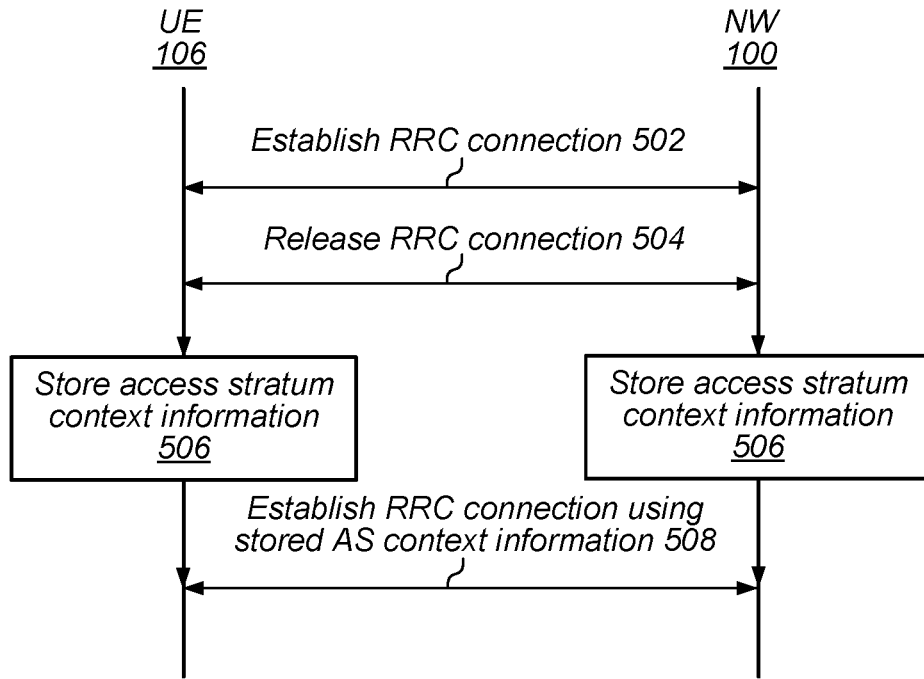 UE
106
NW
100
Establish RRC connection 502
Release RRC connection 504
Store access stratum
context information
506
Store access stratum
context information
506
Establish RRC connection using
stored AS context information 508